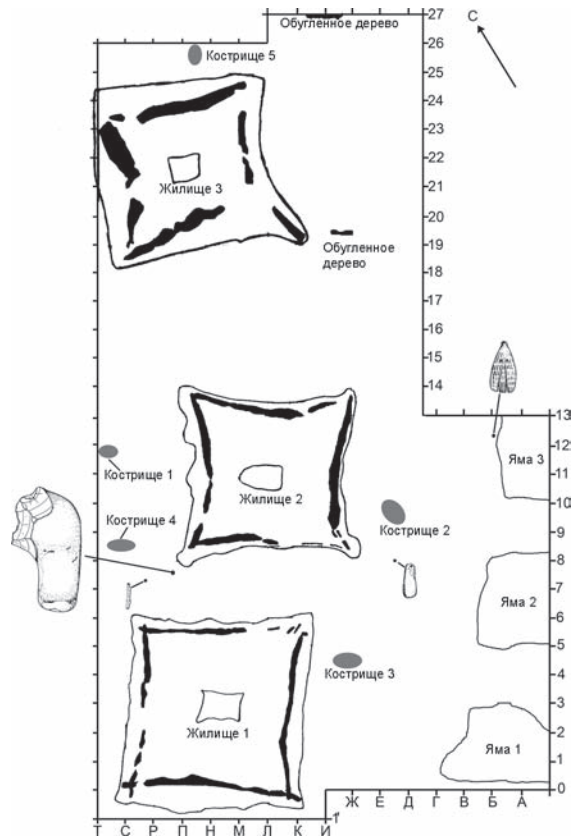 Обугленное дерево
27
С
26
Кострище 5
25
24
23
22
Жилище 3
21
20
19
Обугленное
дерево
18
17
16
15
14
13
12
Яма 3
Кострище 1
11
Жилище 2
10
Кострище 4
Кострище 2
9
8
7
Яма 2
6
5
Кострище 3
4
3
2
Жилище 1
Яма 1
1
0
Ж Е Д Г В Б А
1
Т С Р П Н М Л К И